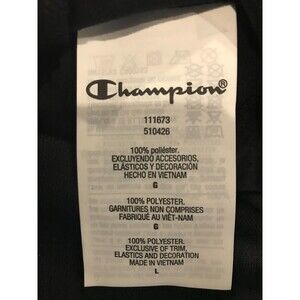 Champion®
111673
510426
100% poliéster.
EXCLUYENDO ACCESORIOS,
ELÁSTICOS Y DECORACIÓN
HECHO EN VIETNAM
G
100% POLYESTER.
GARNITURES NON COMPRISES
FABRIQUÉ AU VIÊT-NAM
G
100% POLYESTER.
EXCLUSIVE OF TRIM,
ELASTICS AND DECORATION
MADE IN VIETNAM
L